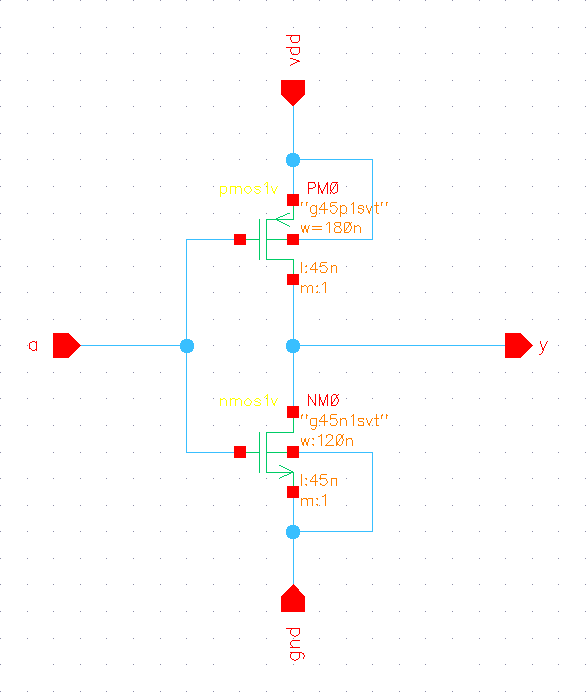 vdd
pmos1v
PM0
"g45p1svt"
w=180n
l:45n
m:1
a
y
nmos1v
NM0
"g45n1svt"
w:120n
l:45n
m:1
gnd